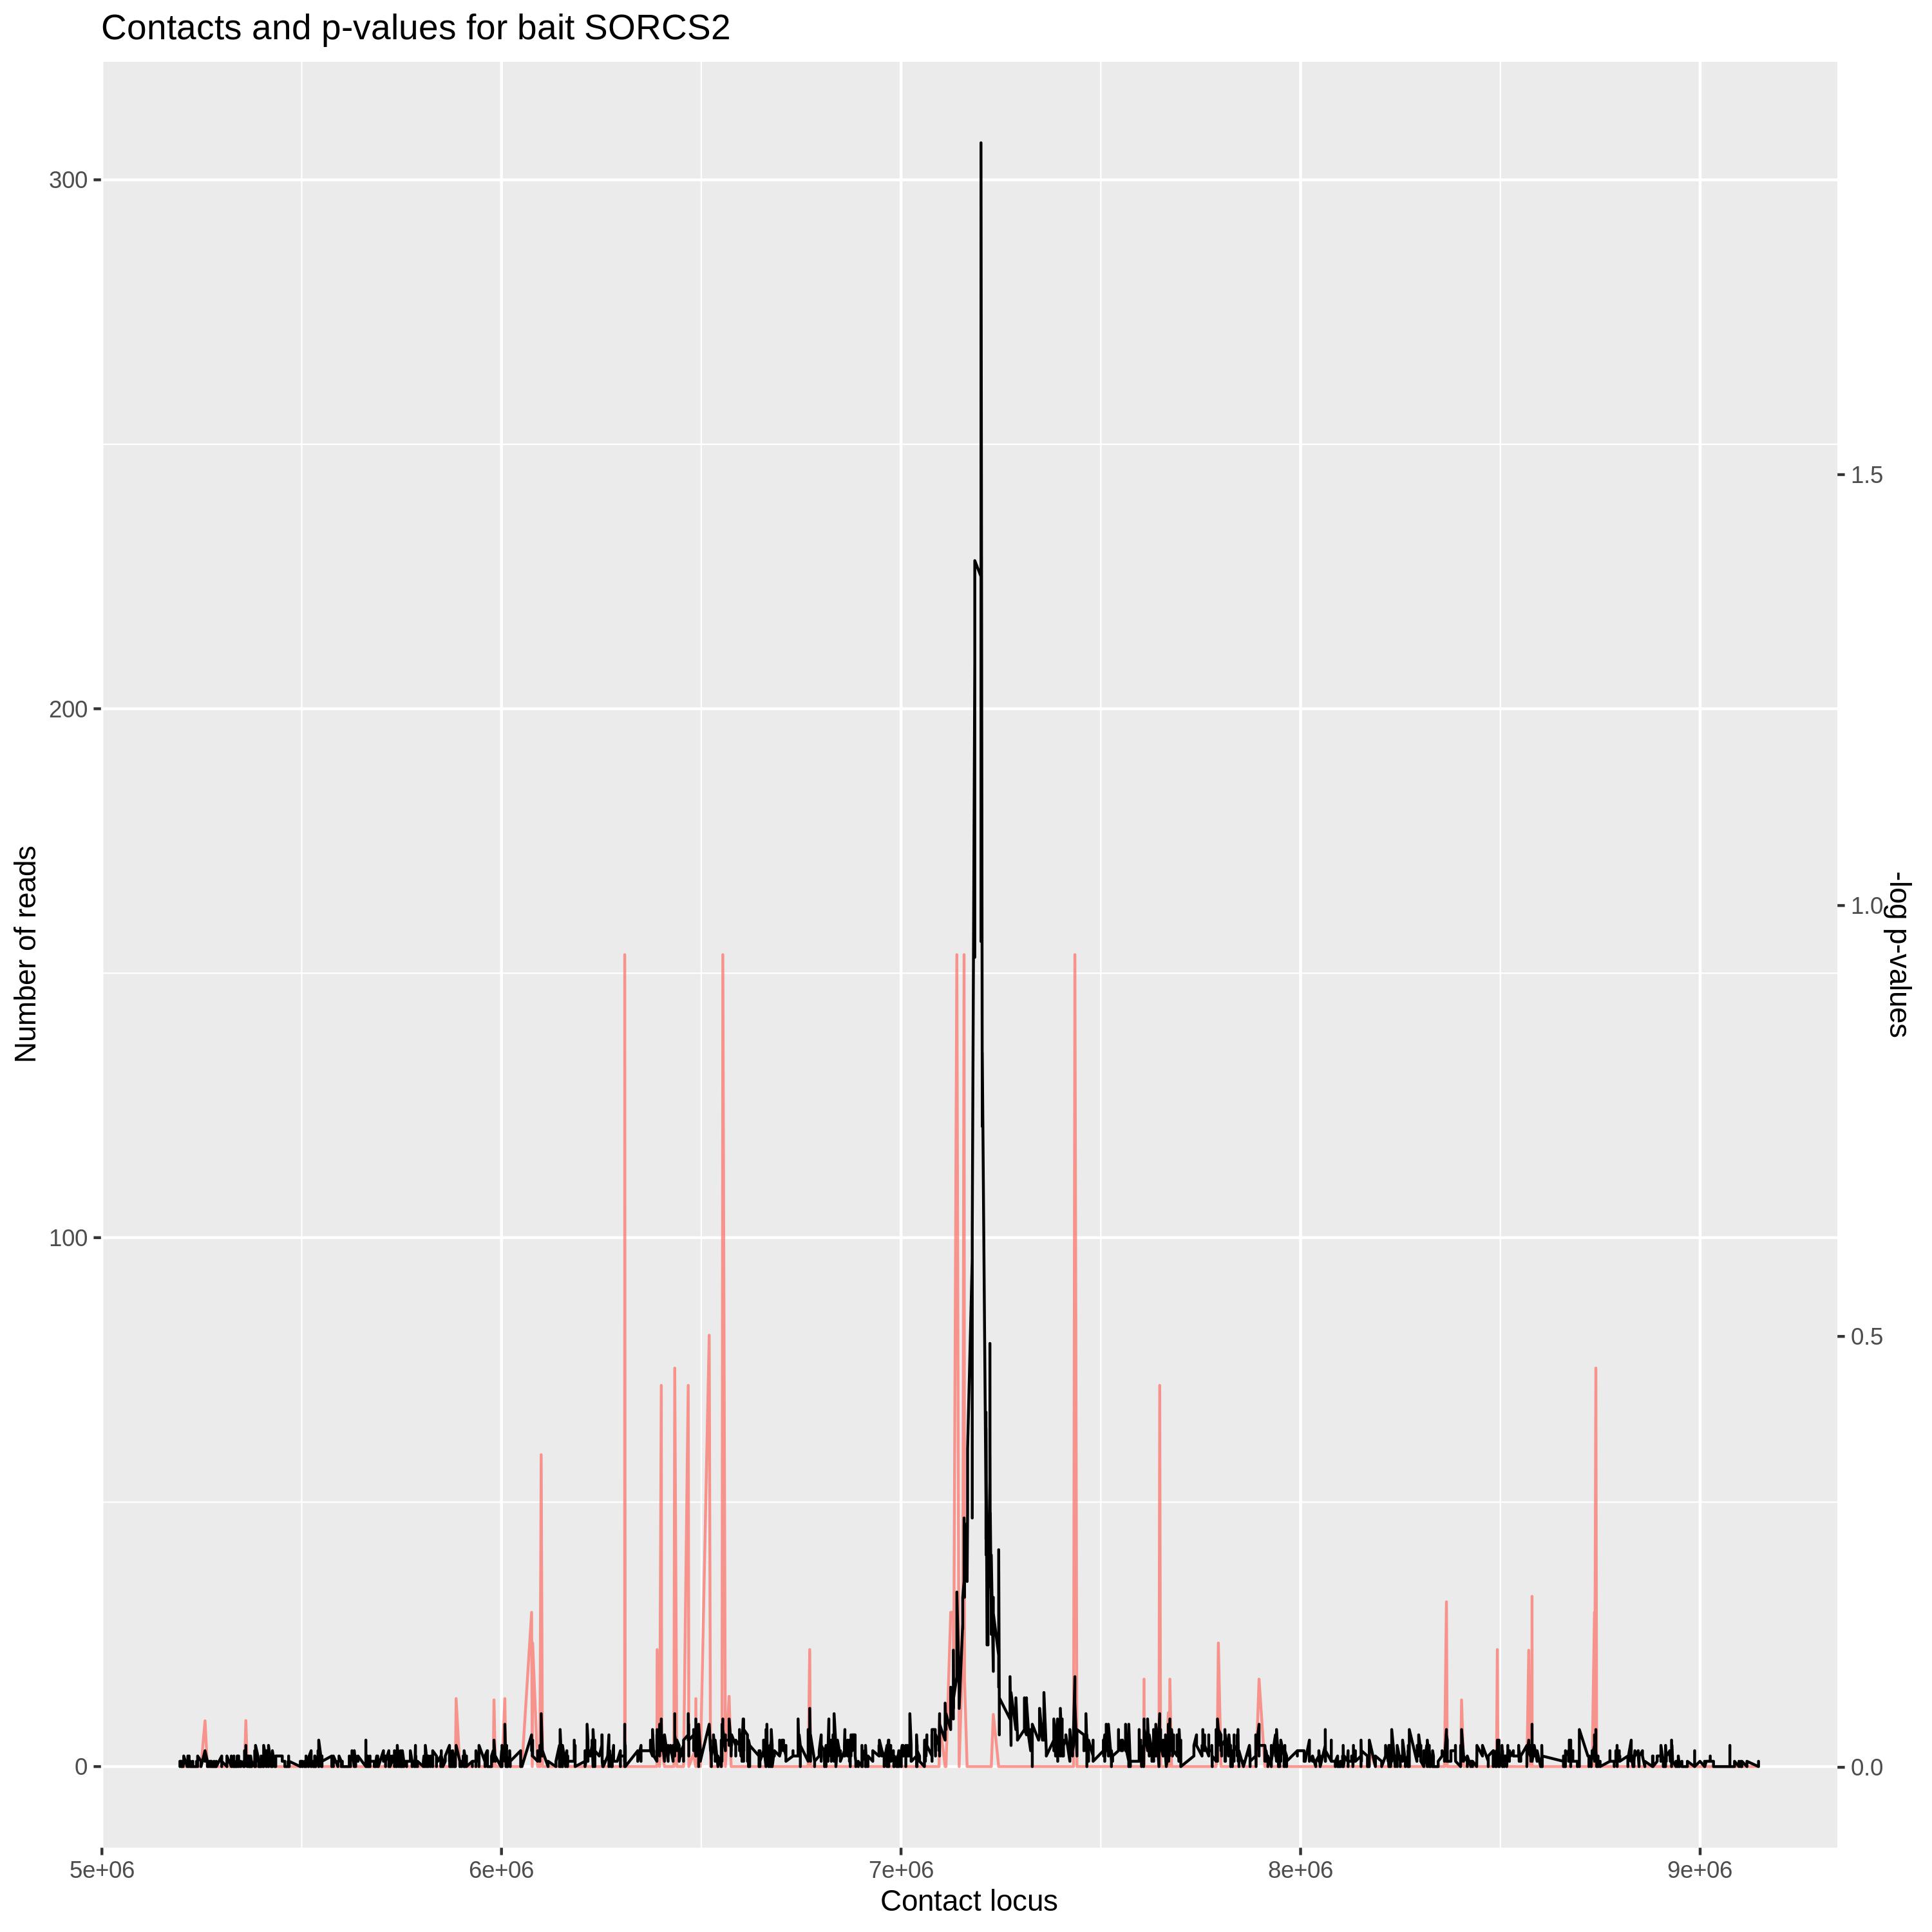 Contacts and p-values for bait SORCS2
300
200
100
0
Number of reads
1.5
1.0
0.5
0.0
-log p-values
5e+06
6e+06
7e+06
8e+06
9e+06
Contact locus